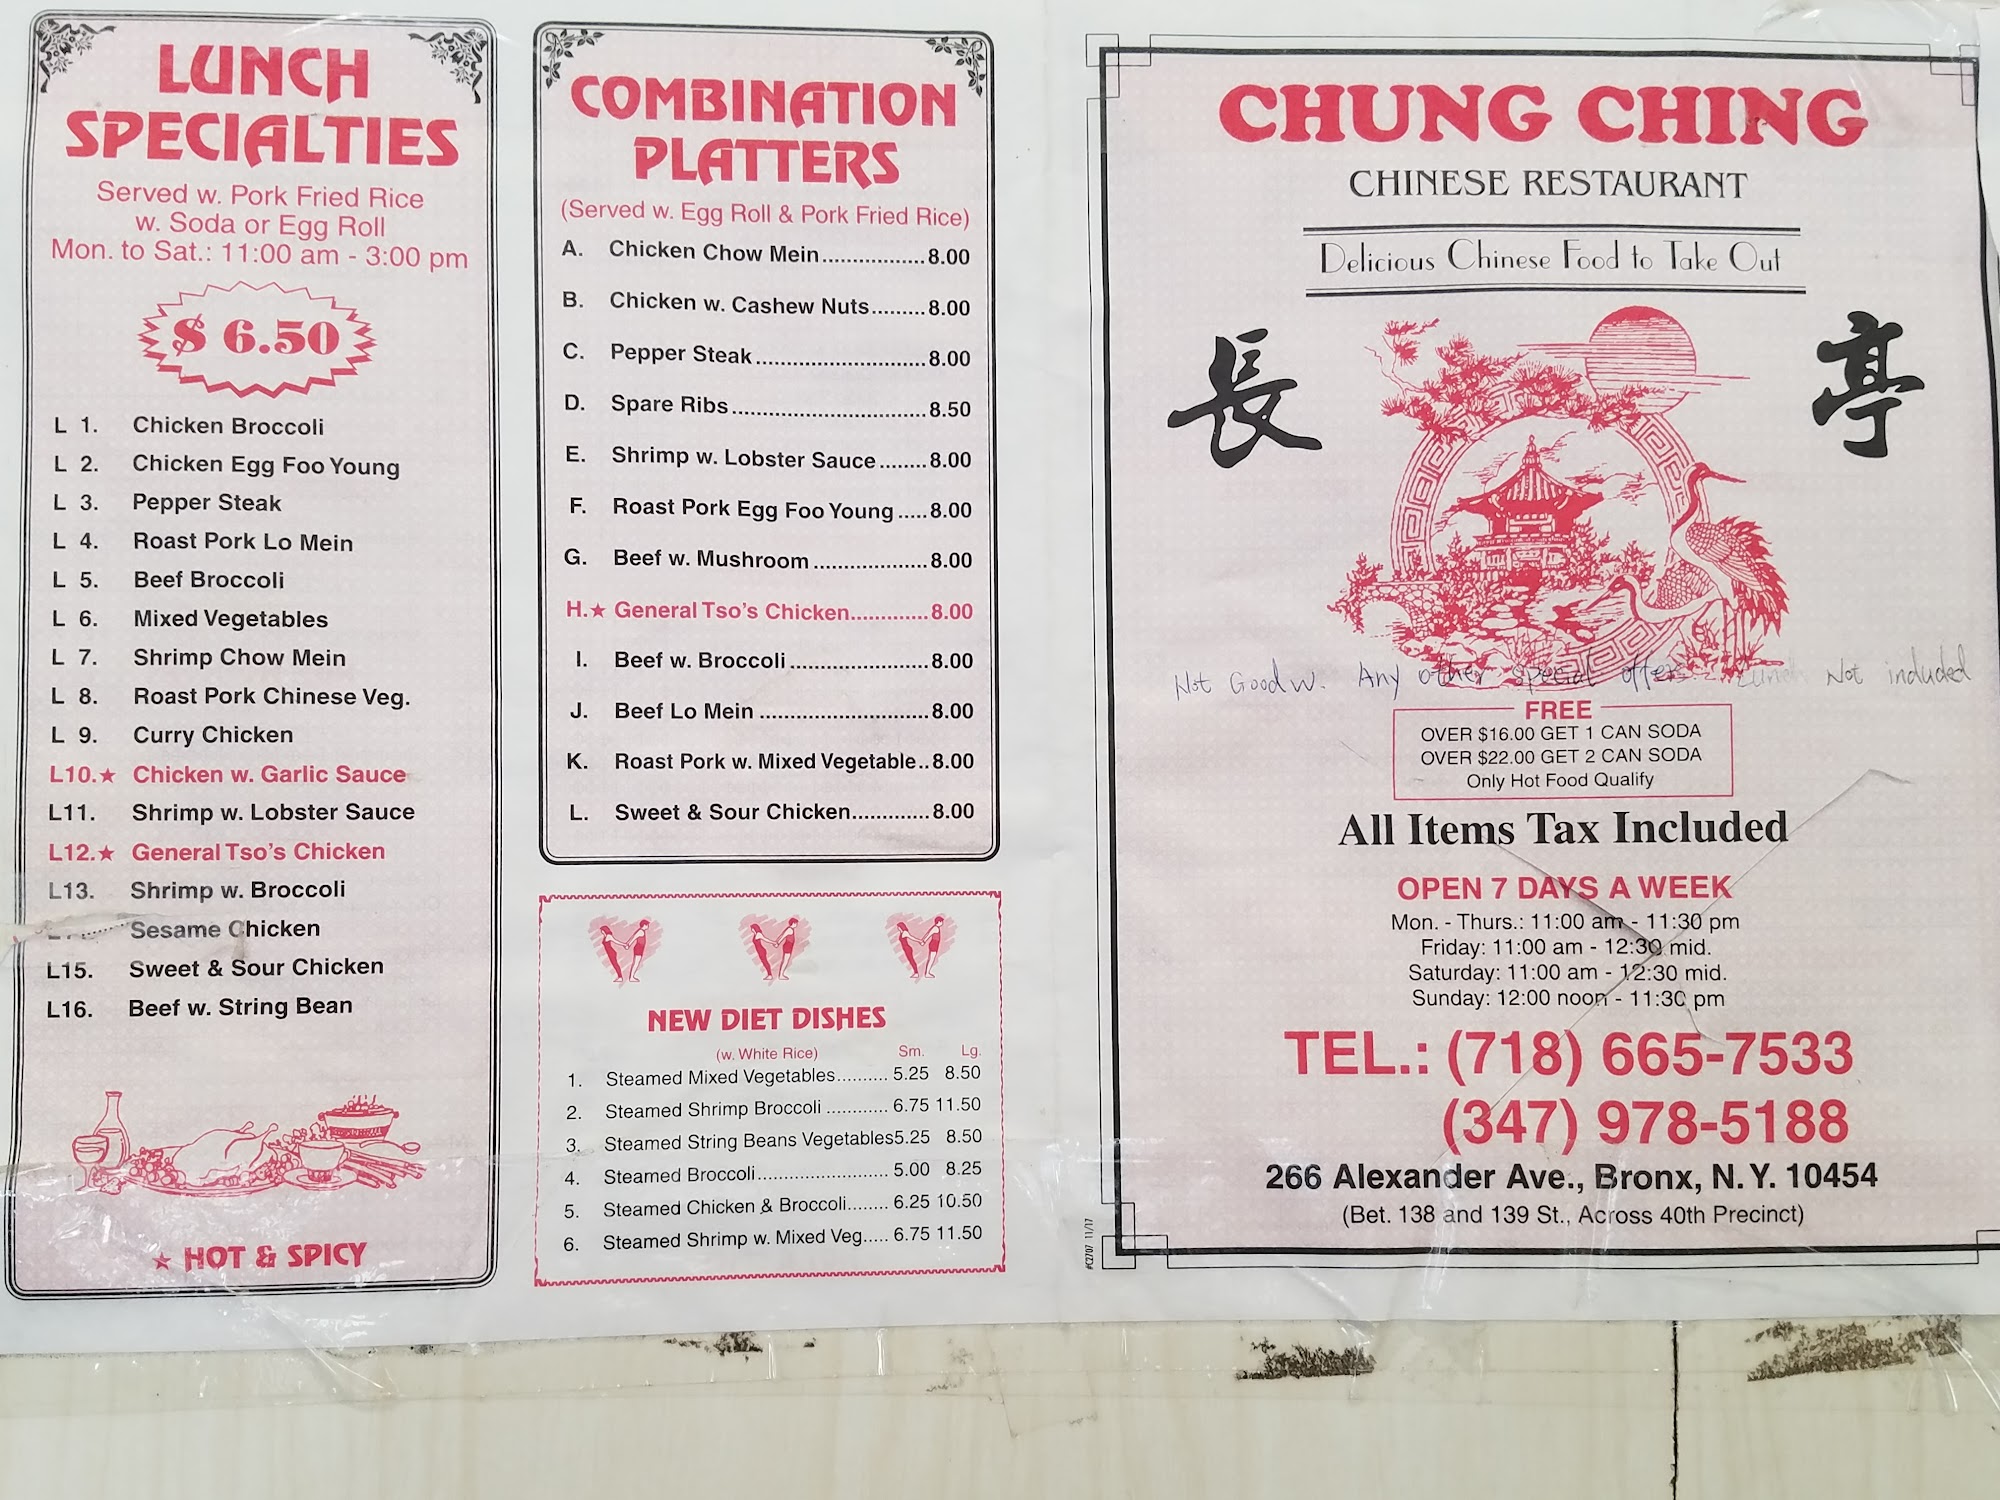 LUNCH
SPECIALTIES
Served w. Pork Fried Rice
w. Soda or Egg Roll
Mon. to Sat.: 11:00 am - 3:00 pm
$ 6.50
L 1. Chicken Broccoli
L 2. Chicken Egg Foo Young
L 3. Pepper Steak
L 4. Roast Pork Lo Mein
L 5. Beef Broccoli
L 6. Mixed Vegetables
L 7. Shrimp Chow Mein
L 8. Roast Pork Chinese Veg.
L 9. Curry Chicken
L10.★ Chicken w. Garlic Sauce
L11. Shrimp w. Lobster Sauce
L12.★ General Tso's Chicken
L13. Shrimp w. Broccoli
Sesame Chicken
L15. Sweet & Sour Chicken
L16. Beef w. String Bean
★ HOT & SPICY
COMBINATION
PLATTERS
(Served w. Egg Roll & Pork Fried Rice)
A. Chicken Chow Mein.................8.00
B. Chicken w. Cashew Nuts.........8.00
C. Pepper Steak............................8.00
D. Spare Ribs................................8.50
E. Shrimp w. Lobster Sauce........8.00
F. Roast Pork Egg Foo Young.....8.00
G. Beef w. Mushroom...................8.00
H.★ General Tso's Chicken.............8.00
I. Beef w. Broccoli.......................8.00
J. Beef Lo Mein............................8.00
K. Roast Pork w. Mixed Vegetable..8.00
L. Sweet & Sour Chicken.............8.00
NEW DIET DISHES
(w. White Rice) Sm. Lg.
1. Steamed Mixed Vegetables.......... 5.25 8.50
2. Steamed Shrimp Broccoli ............ 6.75 11.50
3. Steamed String Beans Vegetables5.25 8.50
4. Steamed Broccoli...................... 5.00 8.25
5. Steamed Chicken & Broccoli........ 6.25 10.50
6. Steamed Shrimp w. Mixed Veg..... 6.75 11.50
CHUNG CHING
CHINESE RESTAURANT
Delicious Chinese Food to Take Out
長 亭
Not Good w. Any other special offers. Lunch Not included
FREE
OVER $16.00 GET 1 CAN SODA
OVER $22.00 GET 2 CAN SODA
Only Hot Food Qualify
All Items Tax Included
OPEN 7 DAYS A WEEK
Mon. - Thurs.: 11:00 am - 11:30 pm
Friday: 11:00 am - 12:30 mid.
Saturday: 11:00 am - 12:30 mid.
Sunday: 12:00 noon - 11:30 pm
TEL.: (718) 665-7533
(347) 978-5188
266 Alexander Ave., Bronx, N.Y. 10454
(Bet. 138 and 139 St., Across 40th Precinct)
#C2707 11/17